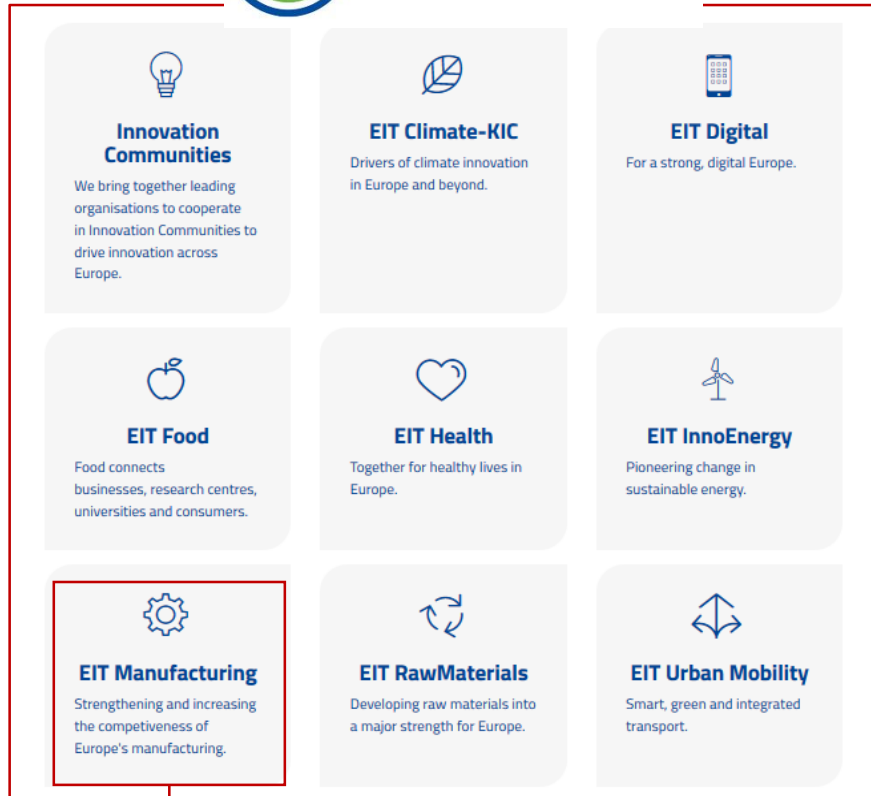 Innovation
Communities
We bring together leading
organisations to cooperate
in Innovation Communities to
drive innovation across
Europe.
EIT Climate-KIC
Drivers of climate innovation
in Europe and beyond.
EIT Digital
For a strong, digital Europe.
EIT Food
Food connects
businesses, research centres,
universities and consumers.
EIT Health
Together for healthy lives in
Europe.
EIT InnoEnergy
Pioneering change in
sustainable energy.
EIT Manufacturing
Strengthening and increasing
the competiveness of
Europe's manufacturing.
EIT RawMaterials
Developing raw materials into
a major strength for Europe.
EIT Urban Mobility
Smart, green and integrated
transport.